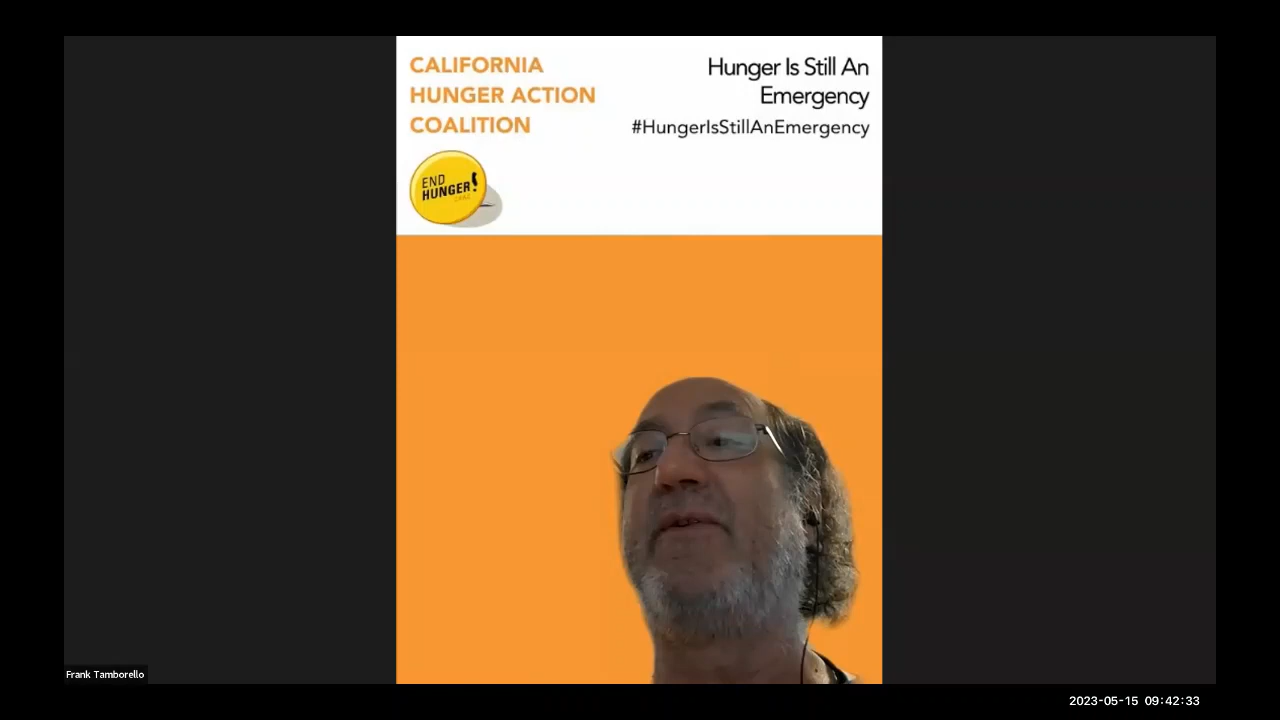 CALIFORNIA
HUNGER ACTION
COALITION
Hunger Is Still An
Emergency
#HungerIsStillAnEmergency
END
HUNGER!
Frank Tamborello
2023-05-15 09:42:33